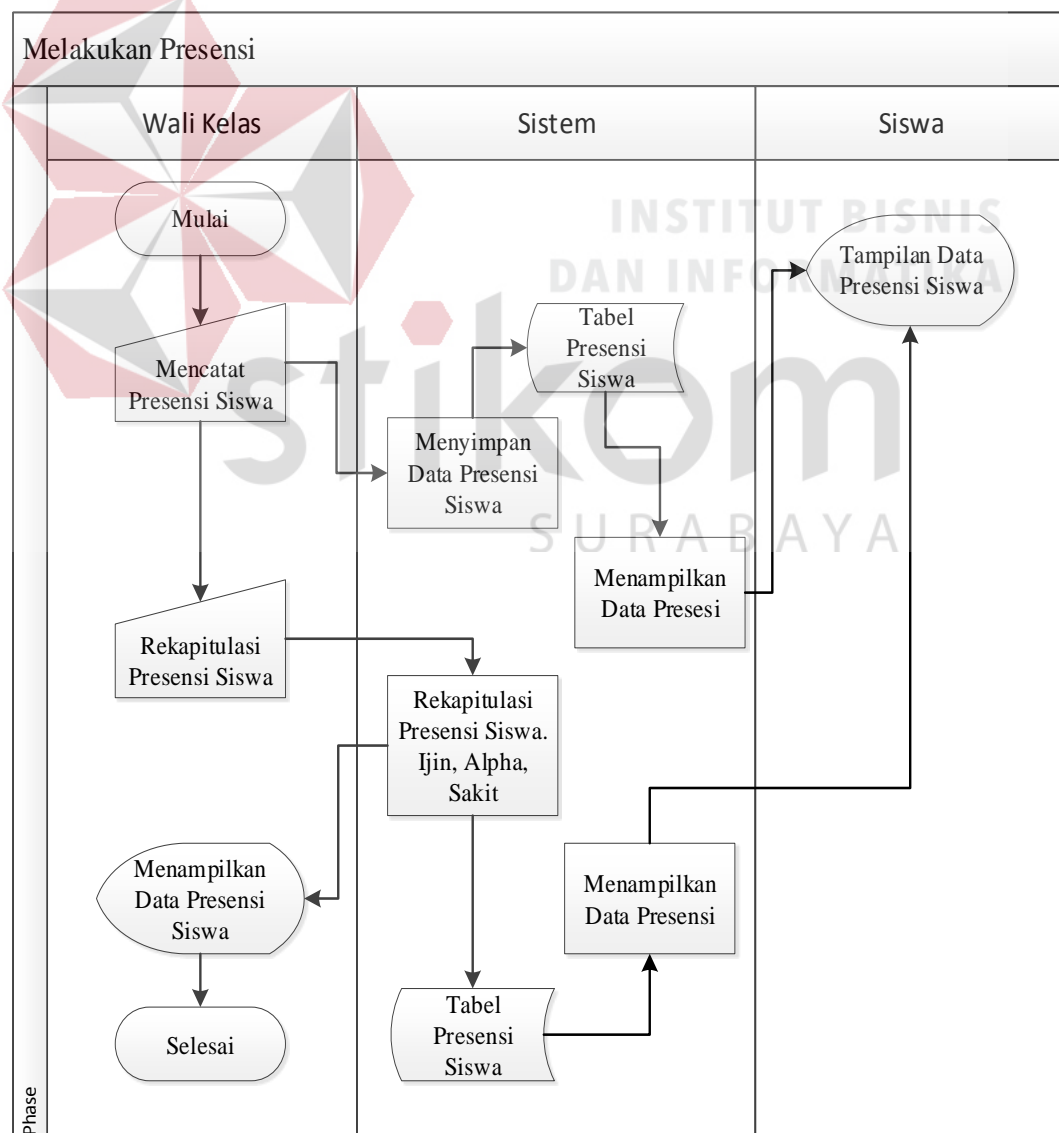 Melakukan Presensi
Wali Kelas
Sistem
Siswa
Mulai
INSTITUT BISNIS
DAN INFORMATIKA
Tampilan Data
Presensi Siswa
Tabel
Presensi
Siswa
Mencatat
Presensi Siswa
stikom
Menyimpan
Data Presensi
Siswa
SURABAYA
Menampilkan
Data Presesi
Rekapitulasi
Presensi Siswa
Rekapitulasi
Presensi Siswa.
Ijin, Alpha,
Sakit
Menampilkan
Data Presensi
Siswa
Menampilkan
Data Presensi
Tabel
Presensi
Siswa
Selesai
Phase